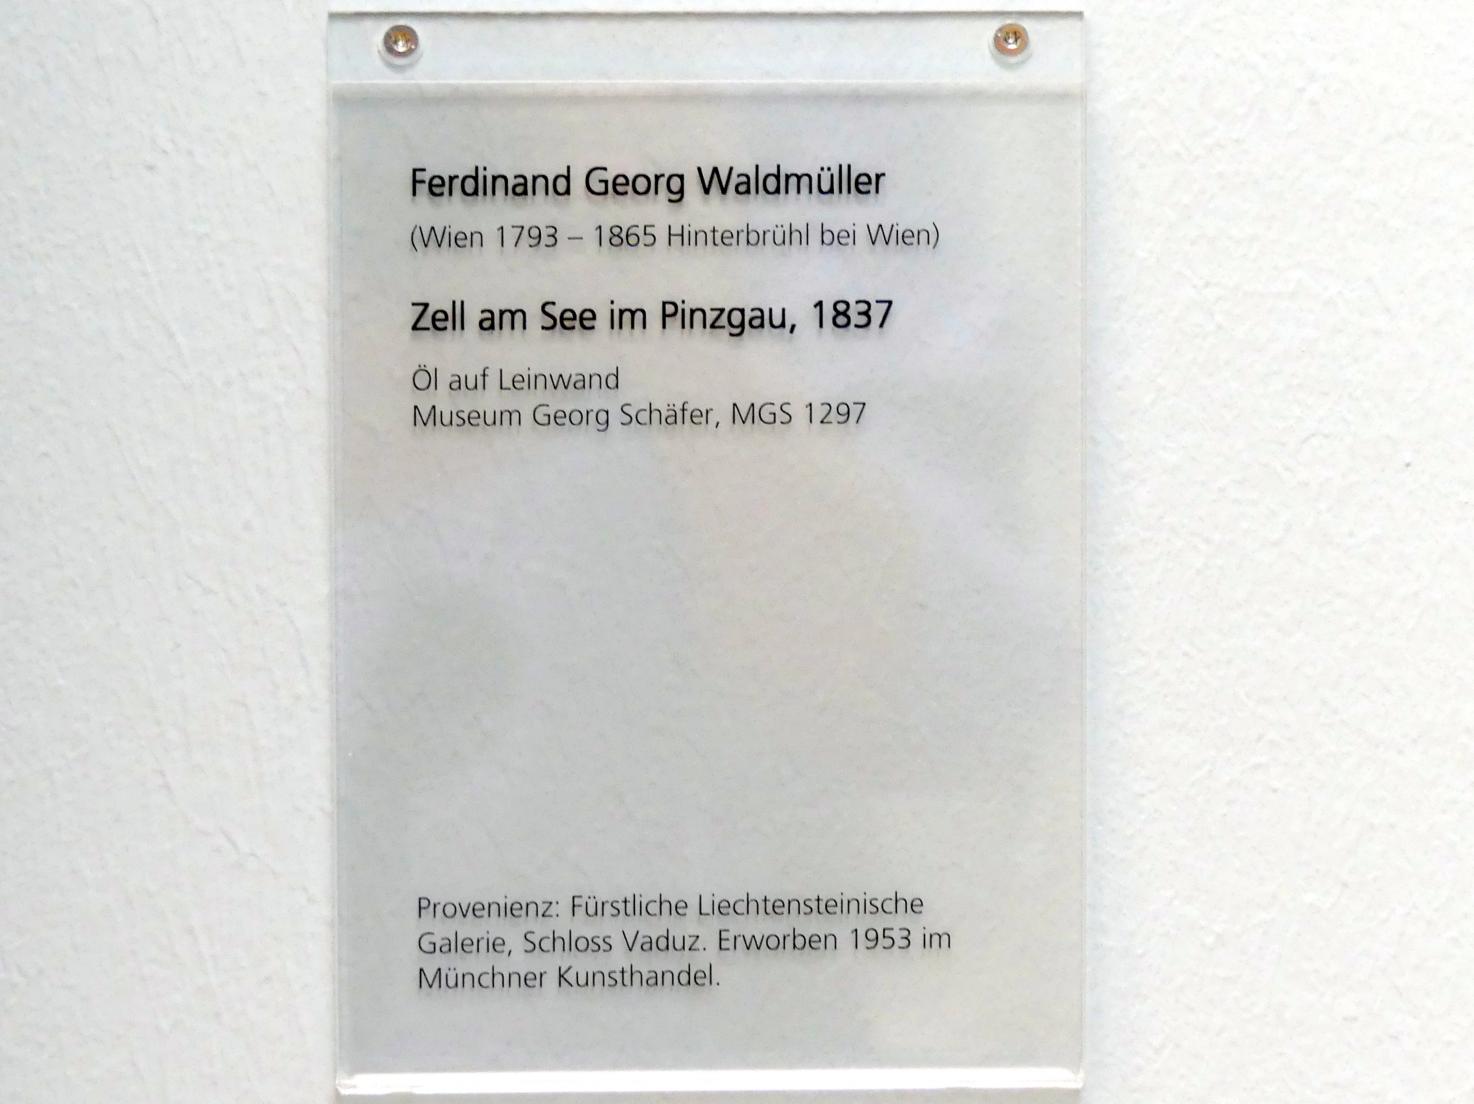 Ferdinand Georg Waldmüller
(Wien 1793 – 1865 Hinterbrühl bei Wien)
Zell am See im Pinzgau, 1837
Öl auf Leinwand
Museum Georg Schäfer, MGS 1297
Provenienz: Fürstliche Liechtensteinische
Galerie, Schloss Vaduz. Erworben 1953 im
Münchner Kunsthandel.